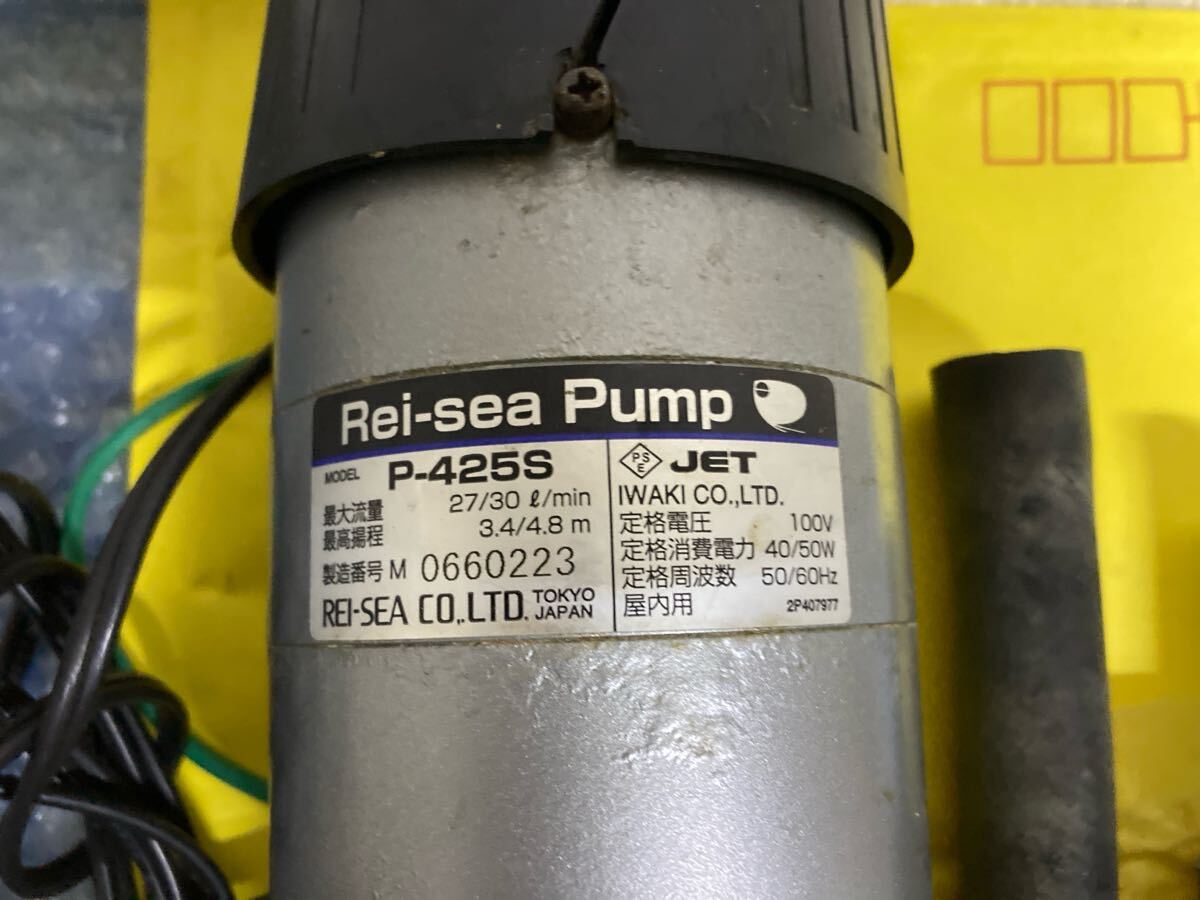 Rei-sea Pump
MODEL P-425S
最大流量 27/30 ℓ/min
最高揚程 3.4/4.8 m
製造番号 M 0660223
REI-SEA CO.,LTD. TOKYO JAPAN
PSE JET
IWAKI CO.,LTD.
定格電圧 100V
定格消費電力 40/50W
定格周波数 50/60Hz
屋内用 2P407977